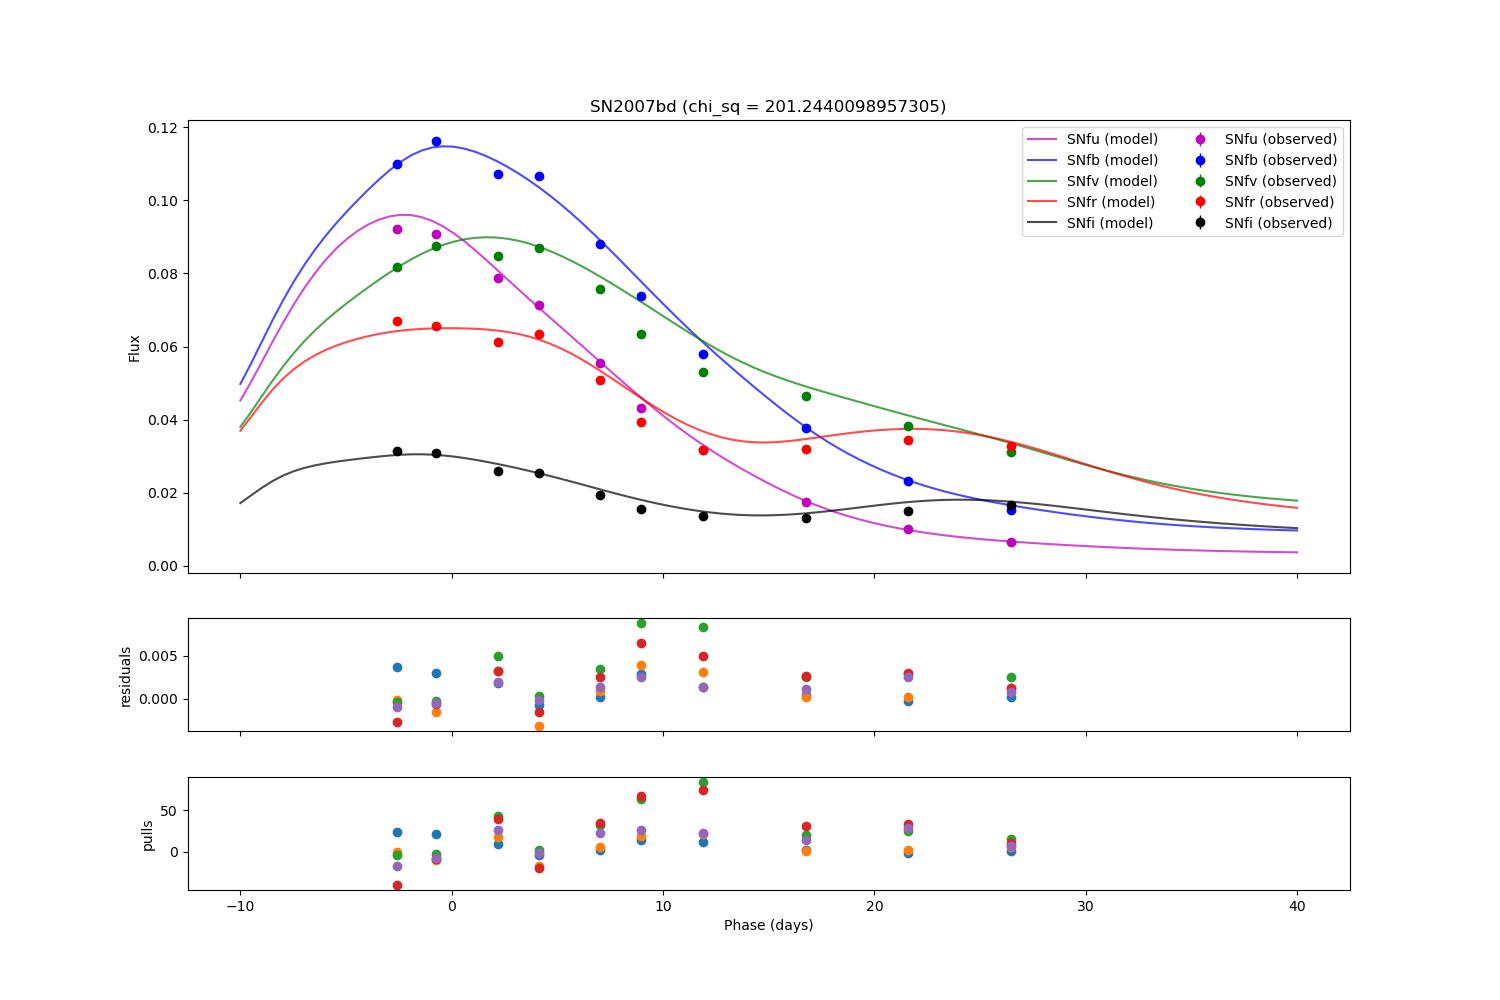 SN2007bd (chi_sq = 201.2440098957305)
0.12
0.10
0.08
0.06
0.04
0.02
0.00
Flux
SNfu (model)
SNfb (model)
SNfv (model)
SNfr (model)
SNfi (model)
SNfu (observed)
SNfb (observed)
SNfv (observed)
SNfr (observed)
SNfi (observed)
0.005
0.000
residuals
50
0
pulls
−10 0 10 20 30 40
Phase (days)